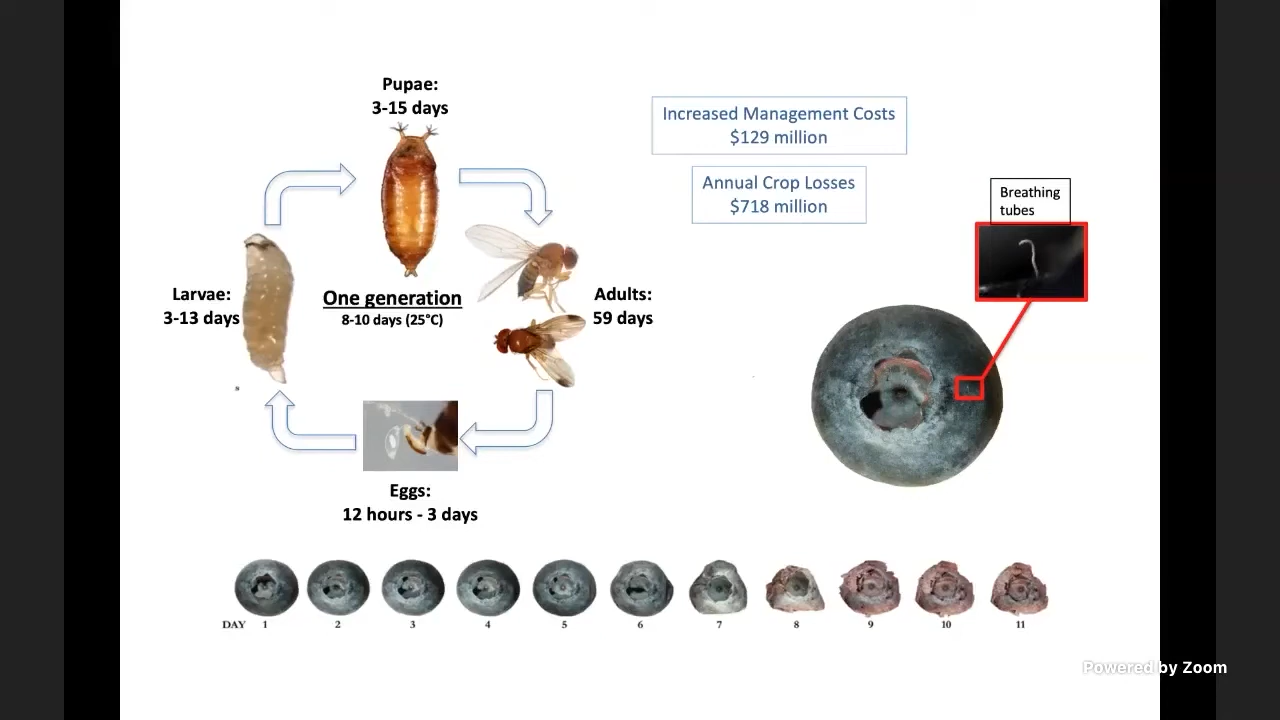 Pupae:
3-15 days
Increased Management Costs
$129 million
Annual Crop Losses
$718 million
Breathing
tubes
Larvae:
3-13 days
One generation
8-10 days (25°C)
Adults:
59 days
Eggs:
12 hours - 3 days
DAY 1 2 3 4 5 6 7 8 9 10 11
Powered by Zoom